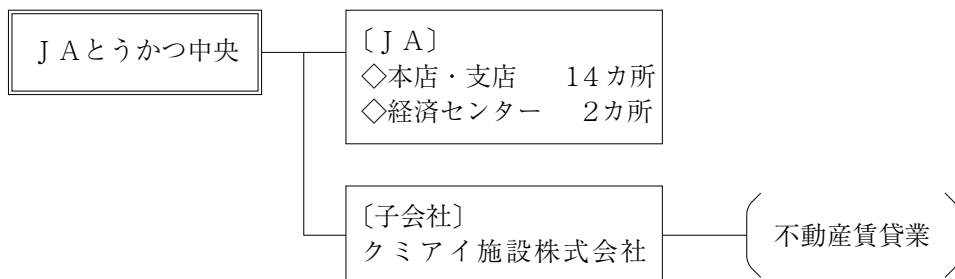 ＪＡとうかつ中央
〔ＪＡ〕
◇本店・支店　１４カ所
◇経済センター　２カ所
〔子会社〕
クミアイ施設株式会社
不動産賃貸業